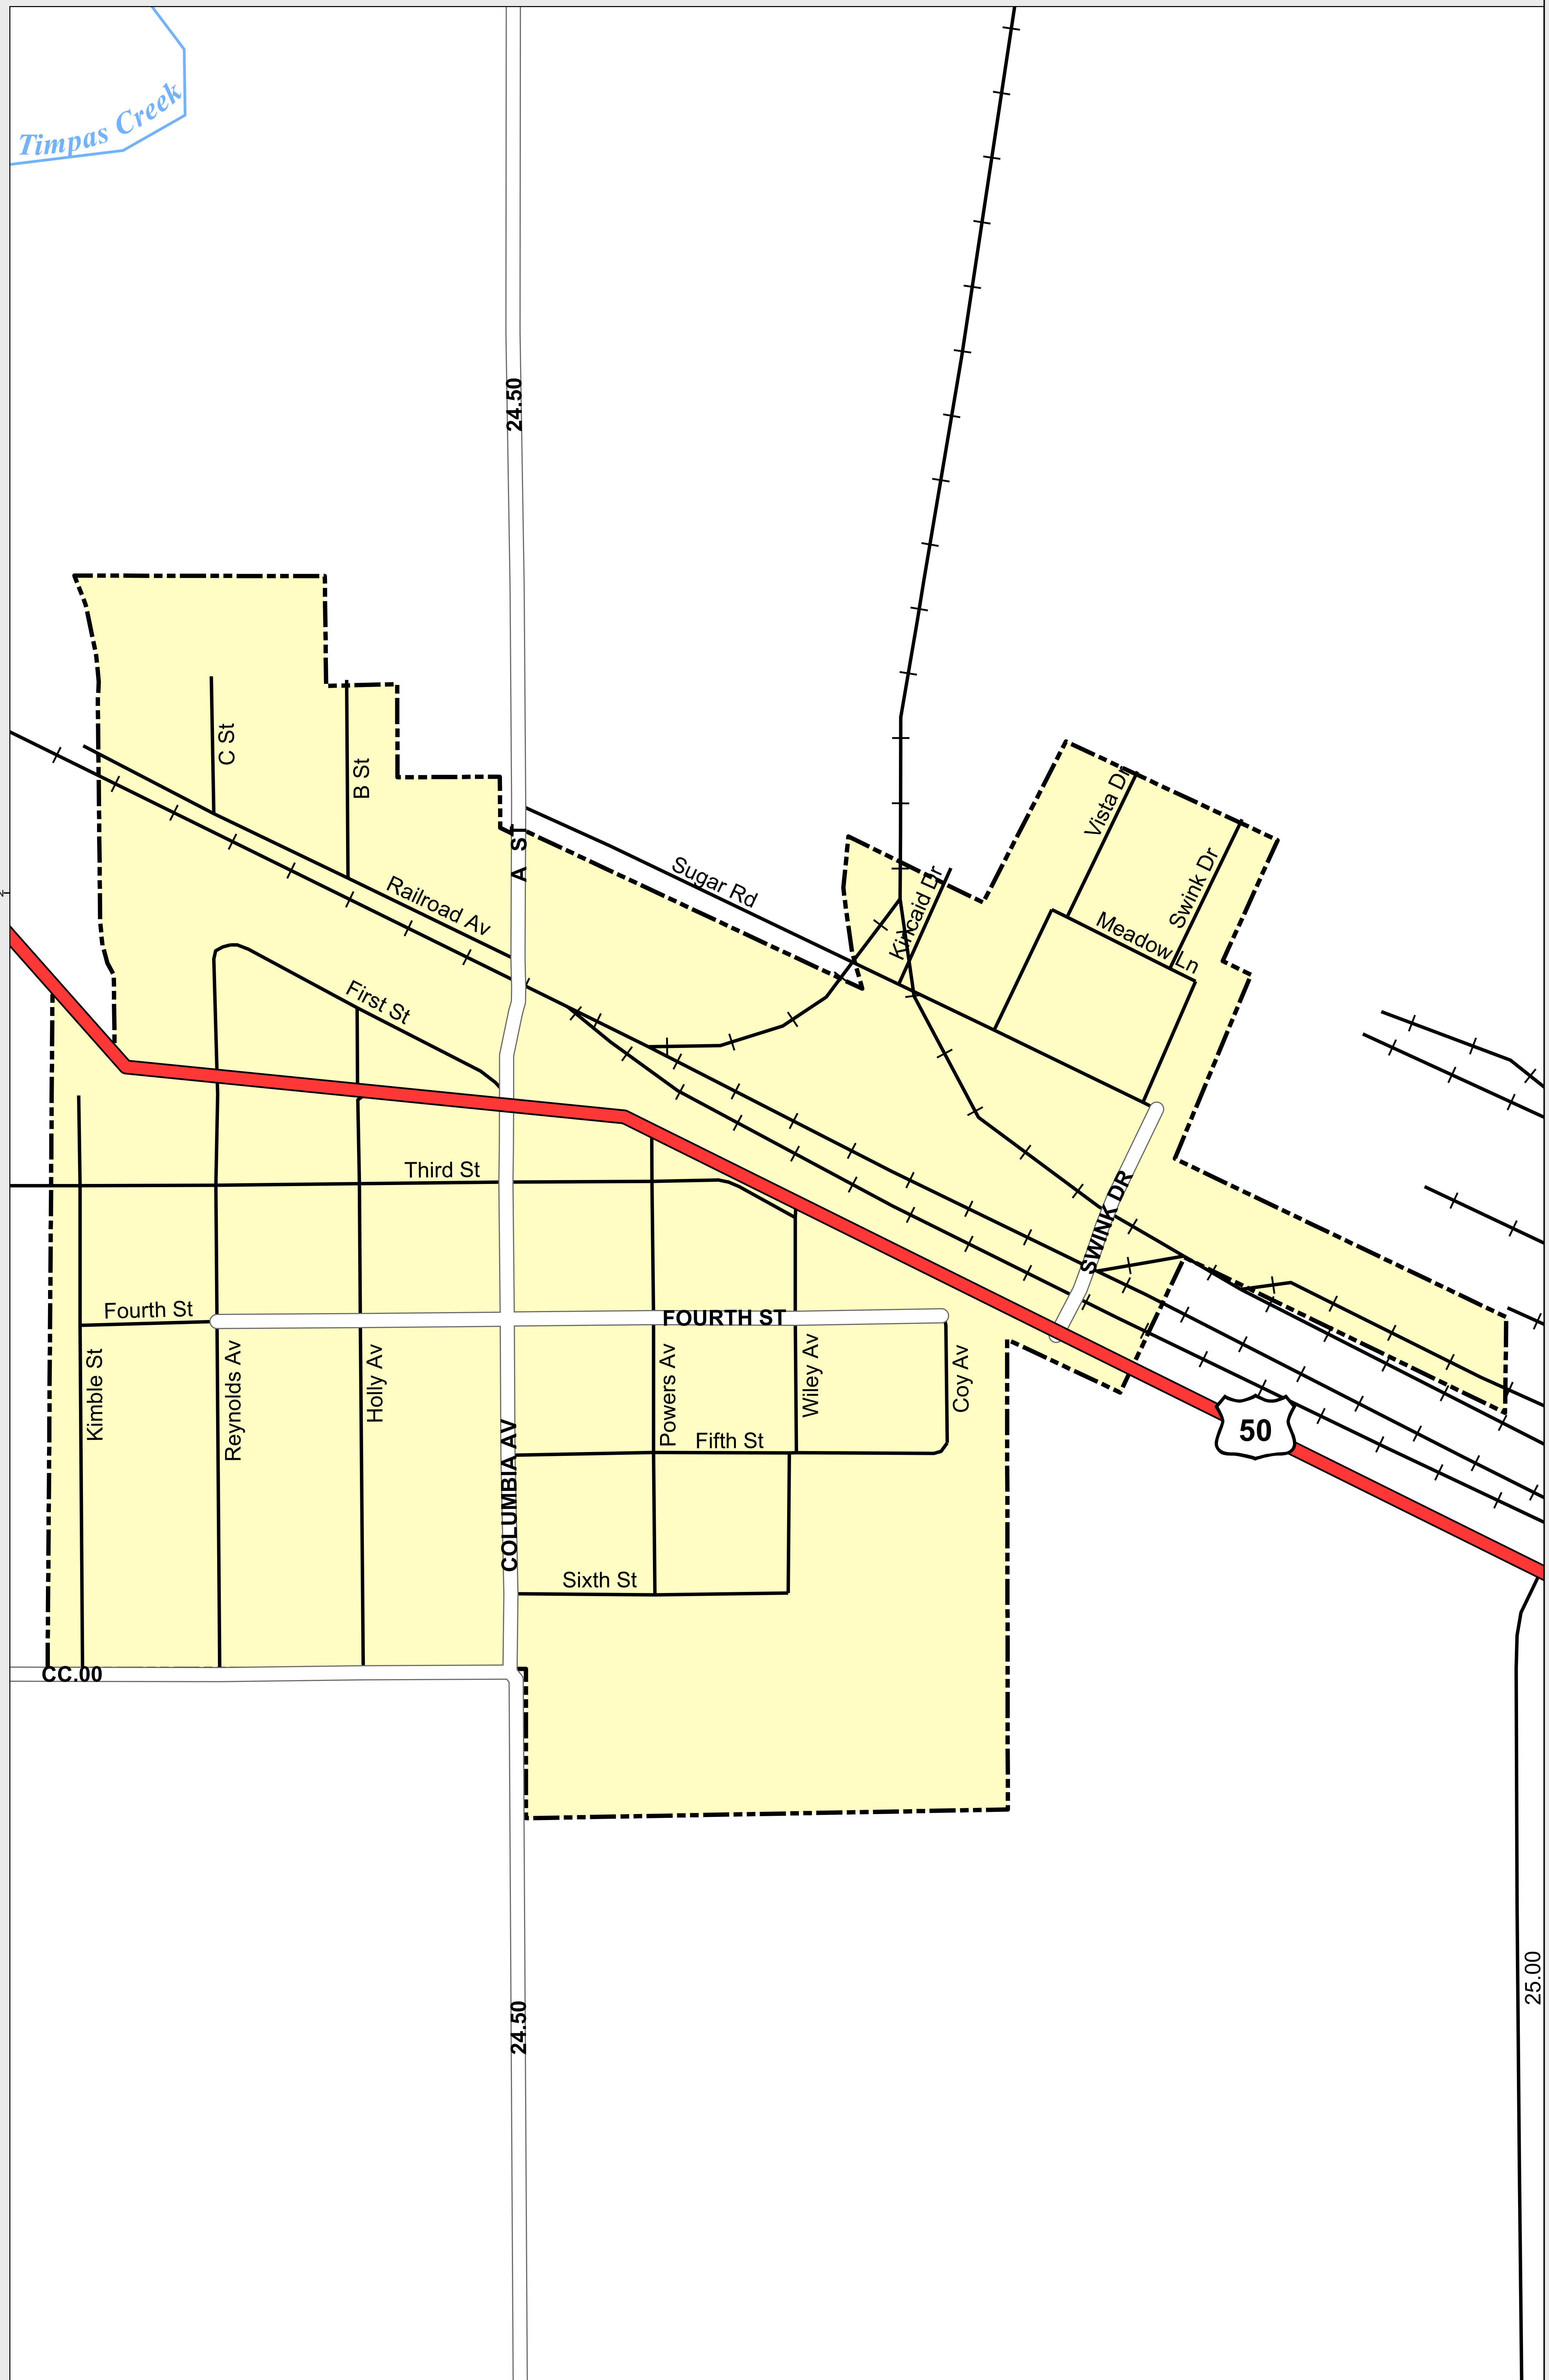 Timpas Creek
24.50
C St
B St
Vista Dr
A ST
Sugar Rd
Swink Dr
Railroad Av
Kincaid Dr
Meadow Ln
First St
Third St
SWINK DR
Fourth St
FOURTH ST
Kimble St
Reynolds Av
Holly Av
Powers Av
Wiley Av
Coy Av
50
Fifth St
COLUMBIA AV
Sixth St
CC.00
25.00
24.50